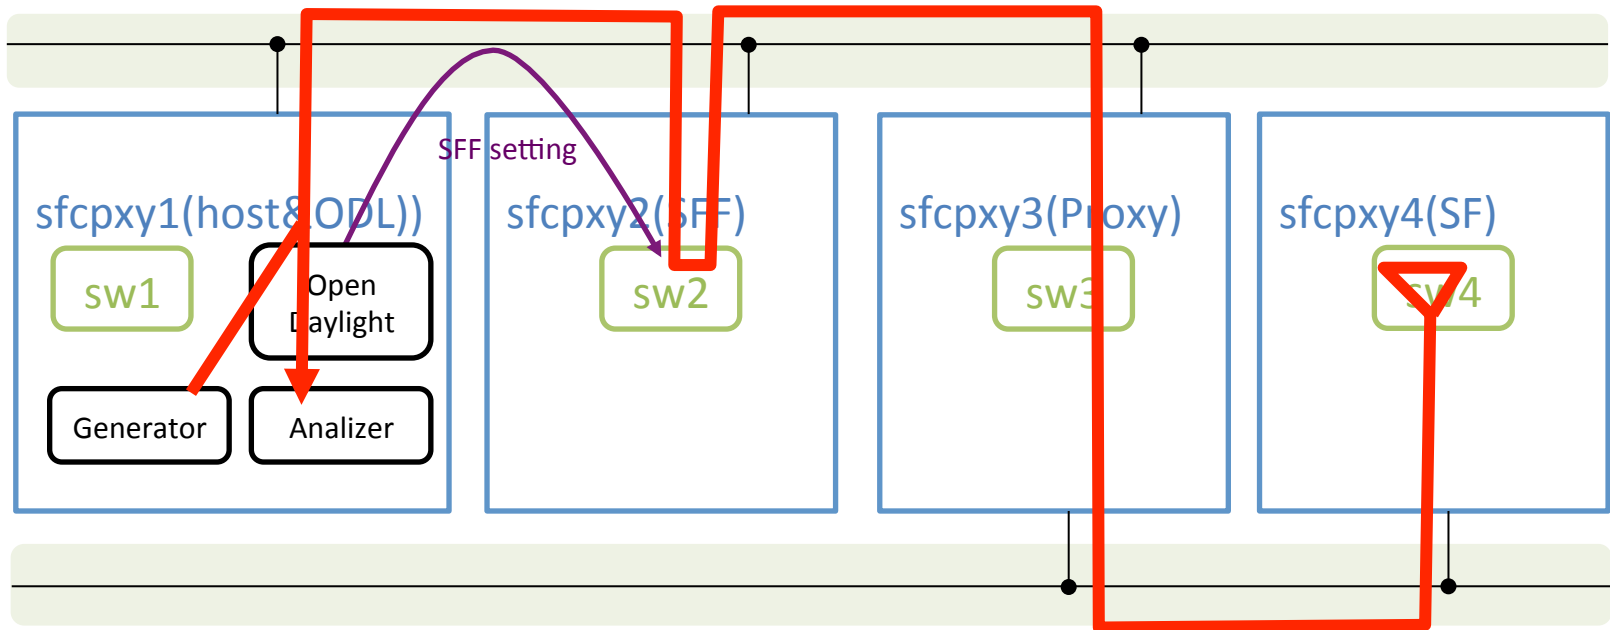 SFF setting
sfcpxy1(host&ODL))
sfcpxy2(SFF)
sfcpxy3(Proxy)
sfcpxy4(SF)
sw1
Open
Daylight
sw2
sw3
sw4
Generator
Analizer